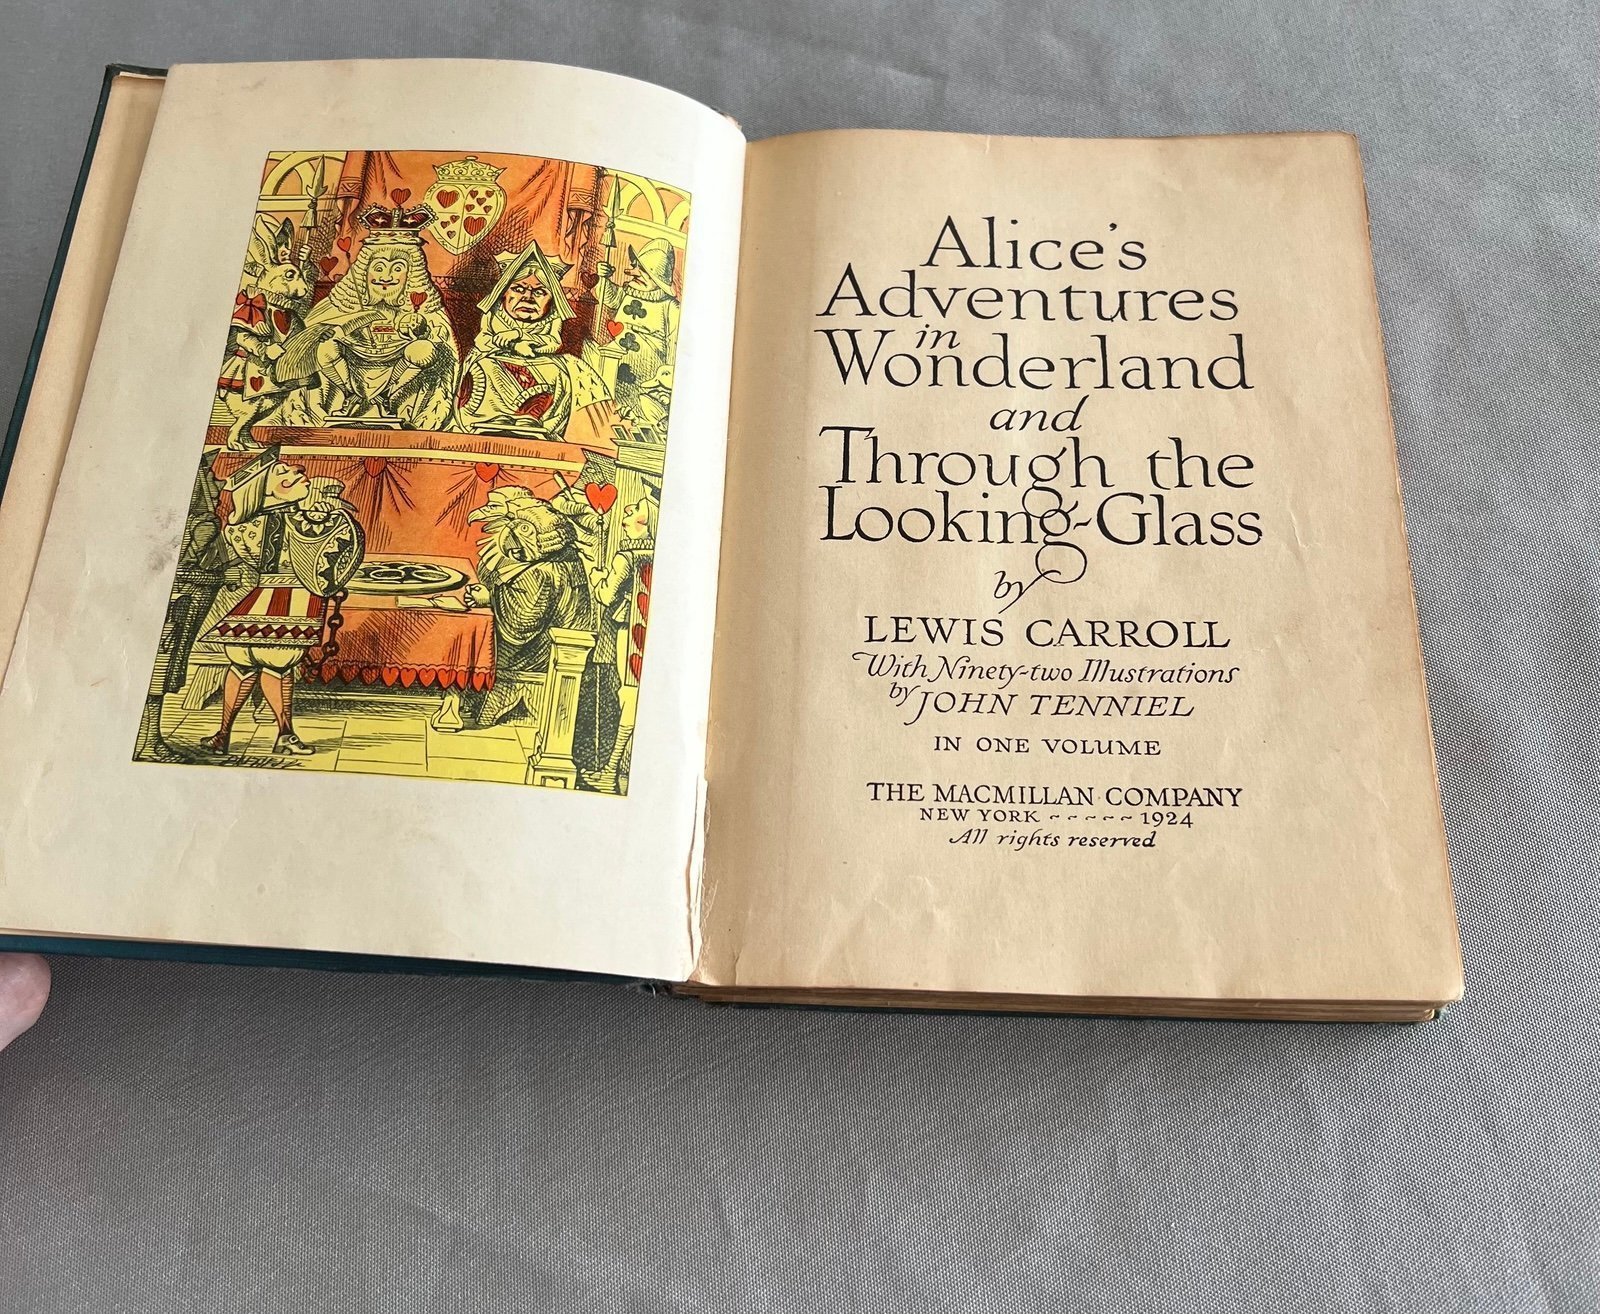 Alice's
Adventures
in
Wonderland
and
Through the
Looking-Glass
by
LEWIS CARROLL
With Ninety-two Illustrations
by JOHN TENNIEL
IN ONE VOLUME
THE MACMILLAN COMPANY
NEW YORK ~ ~ ~ ~ ~ 1924
All rights reserved